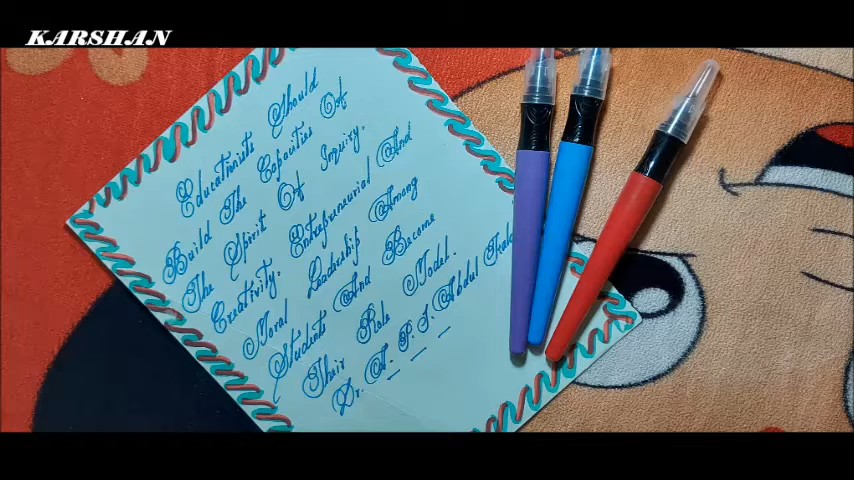 KARSHAN
Educationists Should
Build The Capacities Of
The Spirit Of Inquiry.
Creativity. Entrepreneurial And
Moral Leadership Among
Students And Become
Their Role Model.
Dr. A. P. J. Abdul